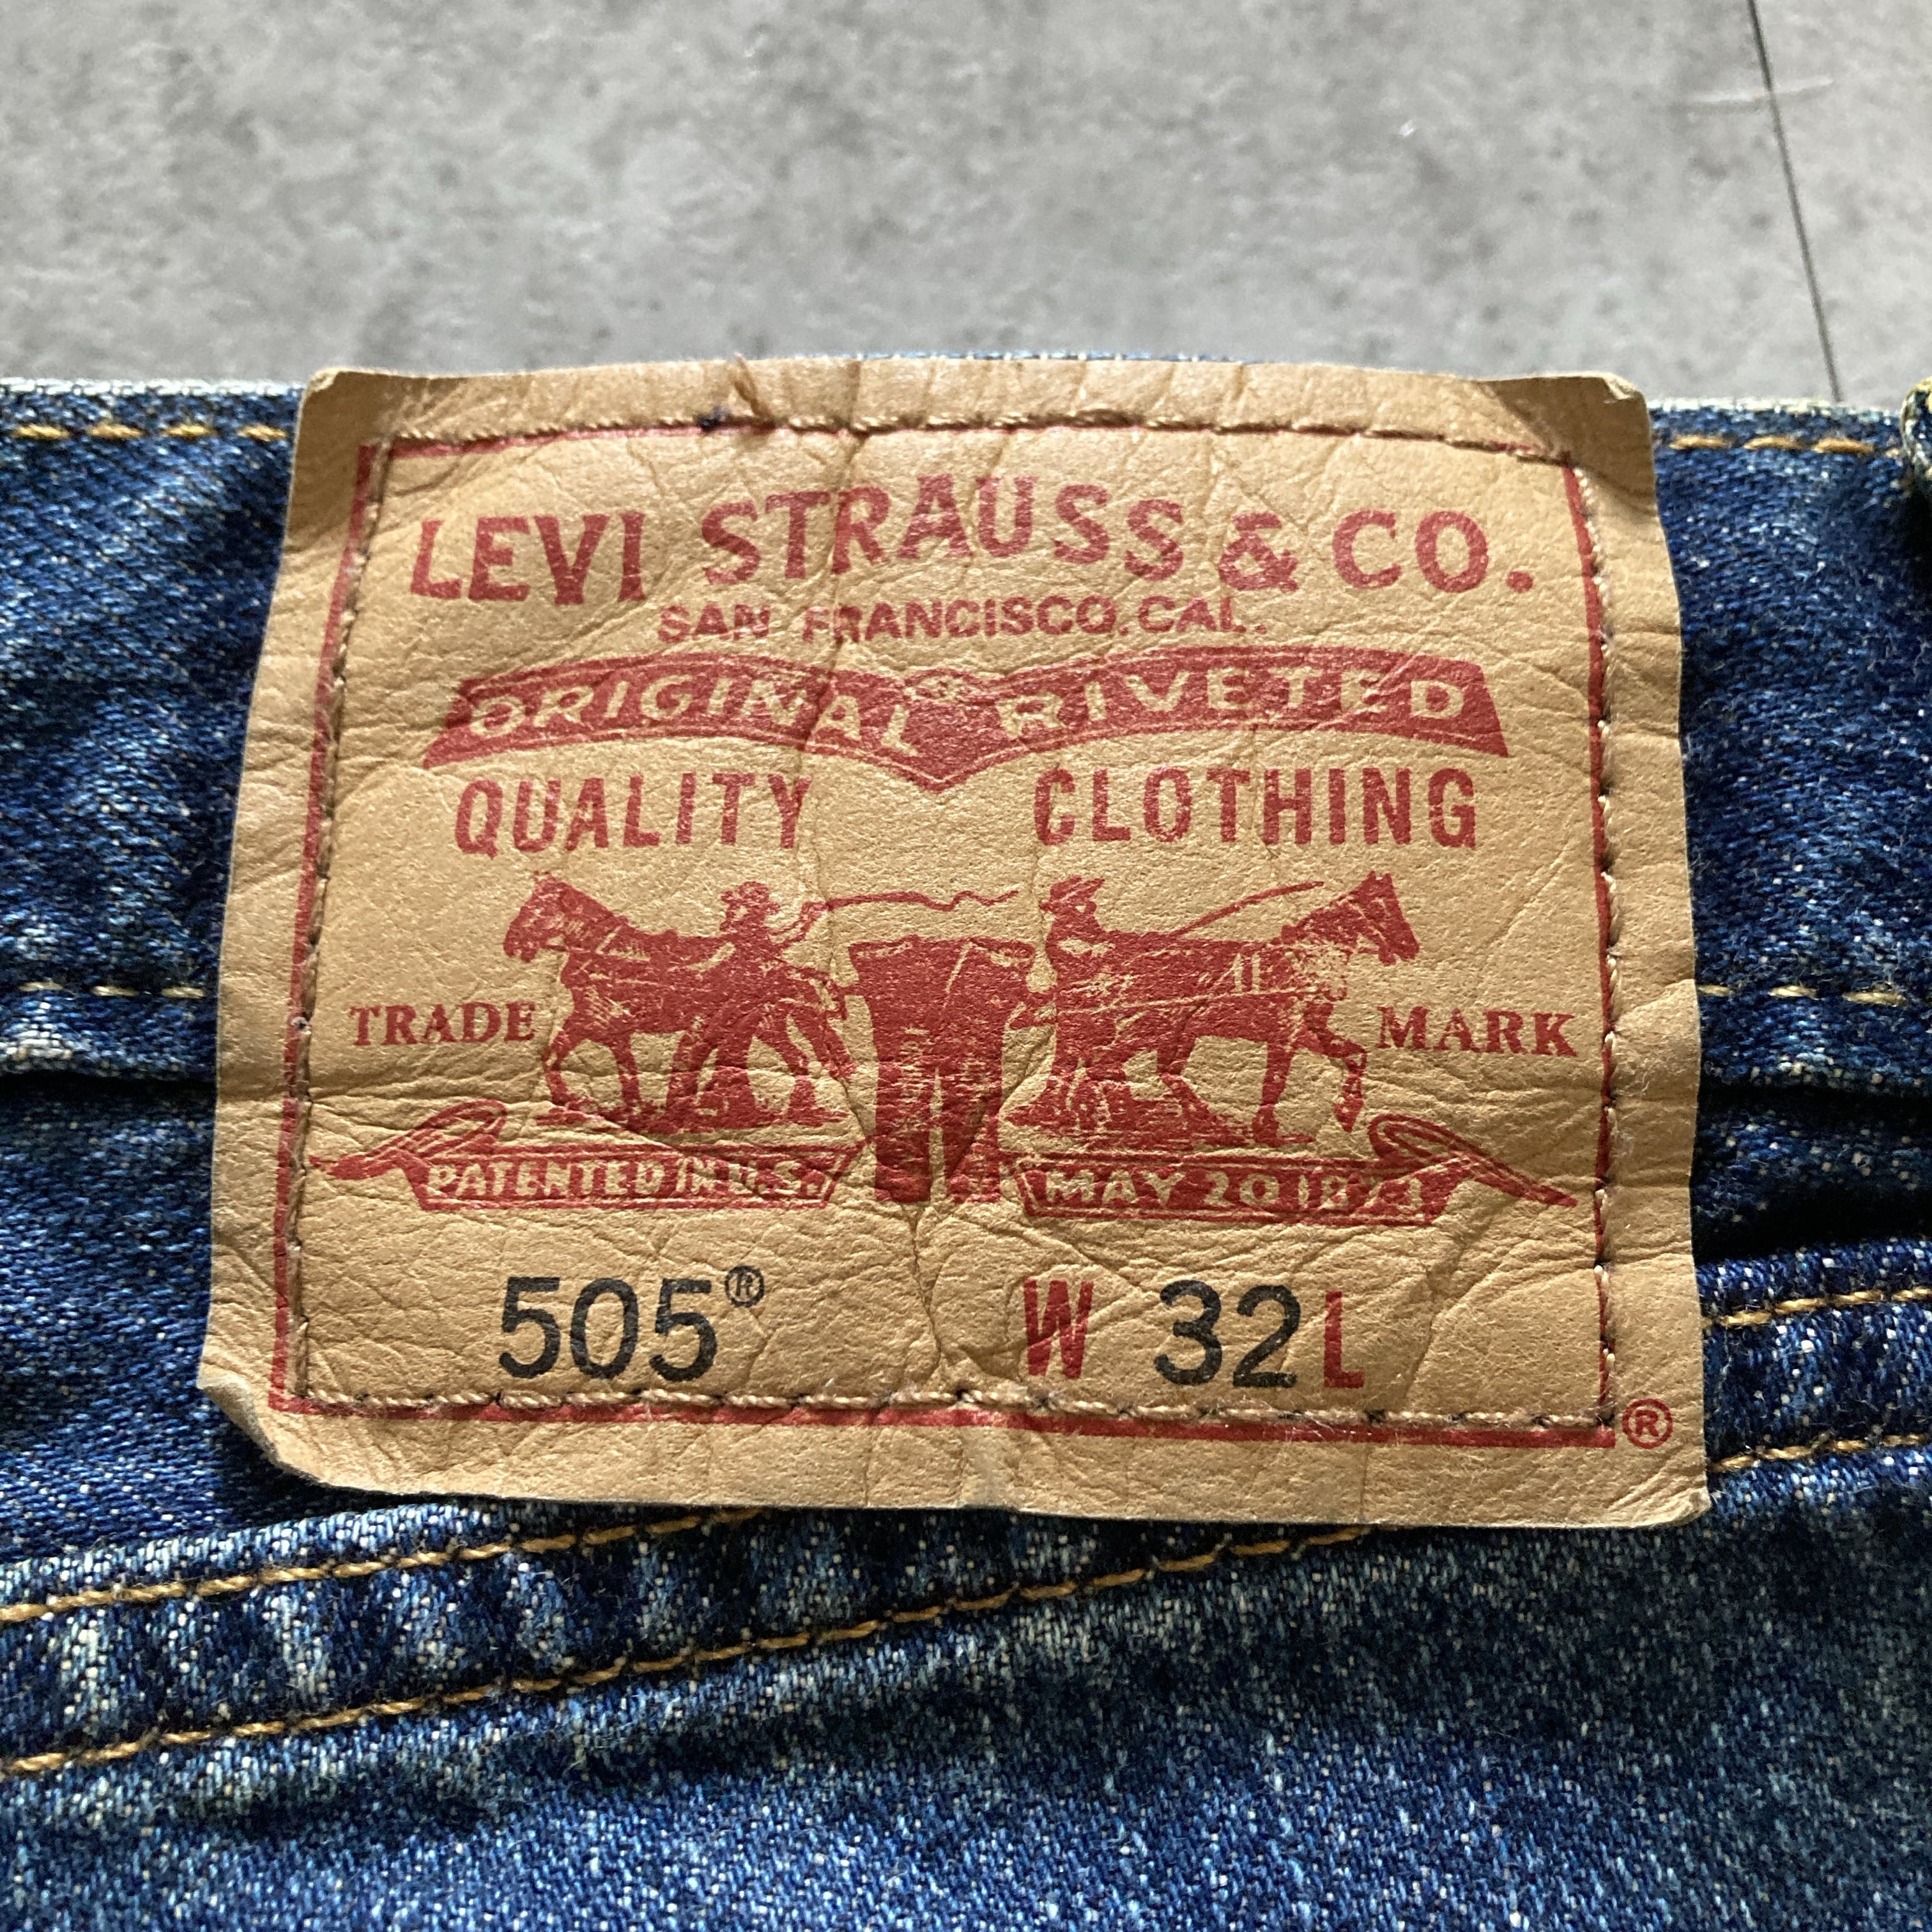 LEVI STRAUSS & CO.
SAN FRANCISCO, CAL.
ORIGINAL RIVETED
QUALITY CLOTHING
TRADE MARK
PATENTED IN U.S. MAY 20 1873
505® W 32 L
®